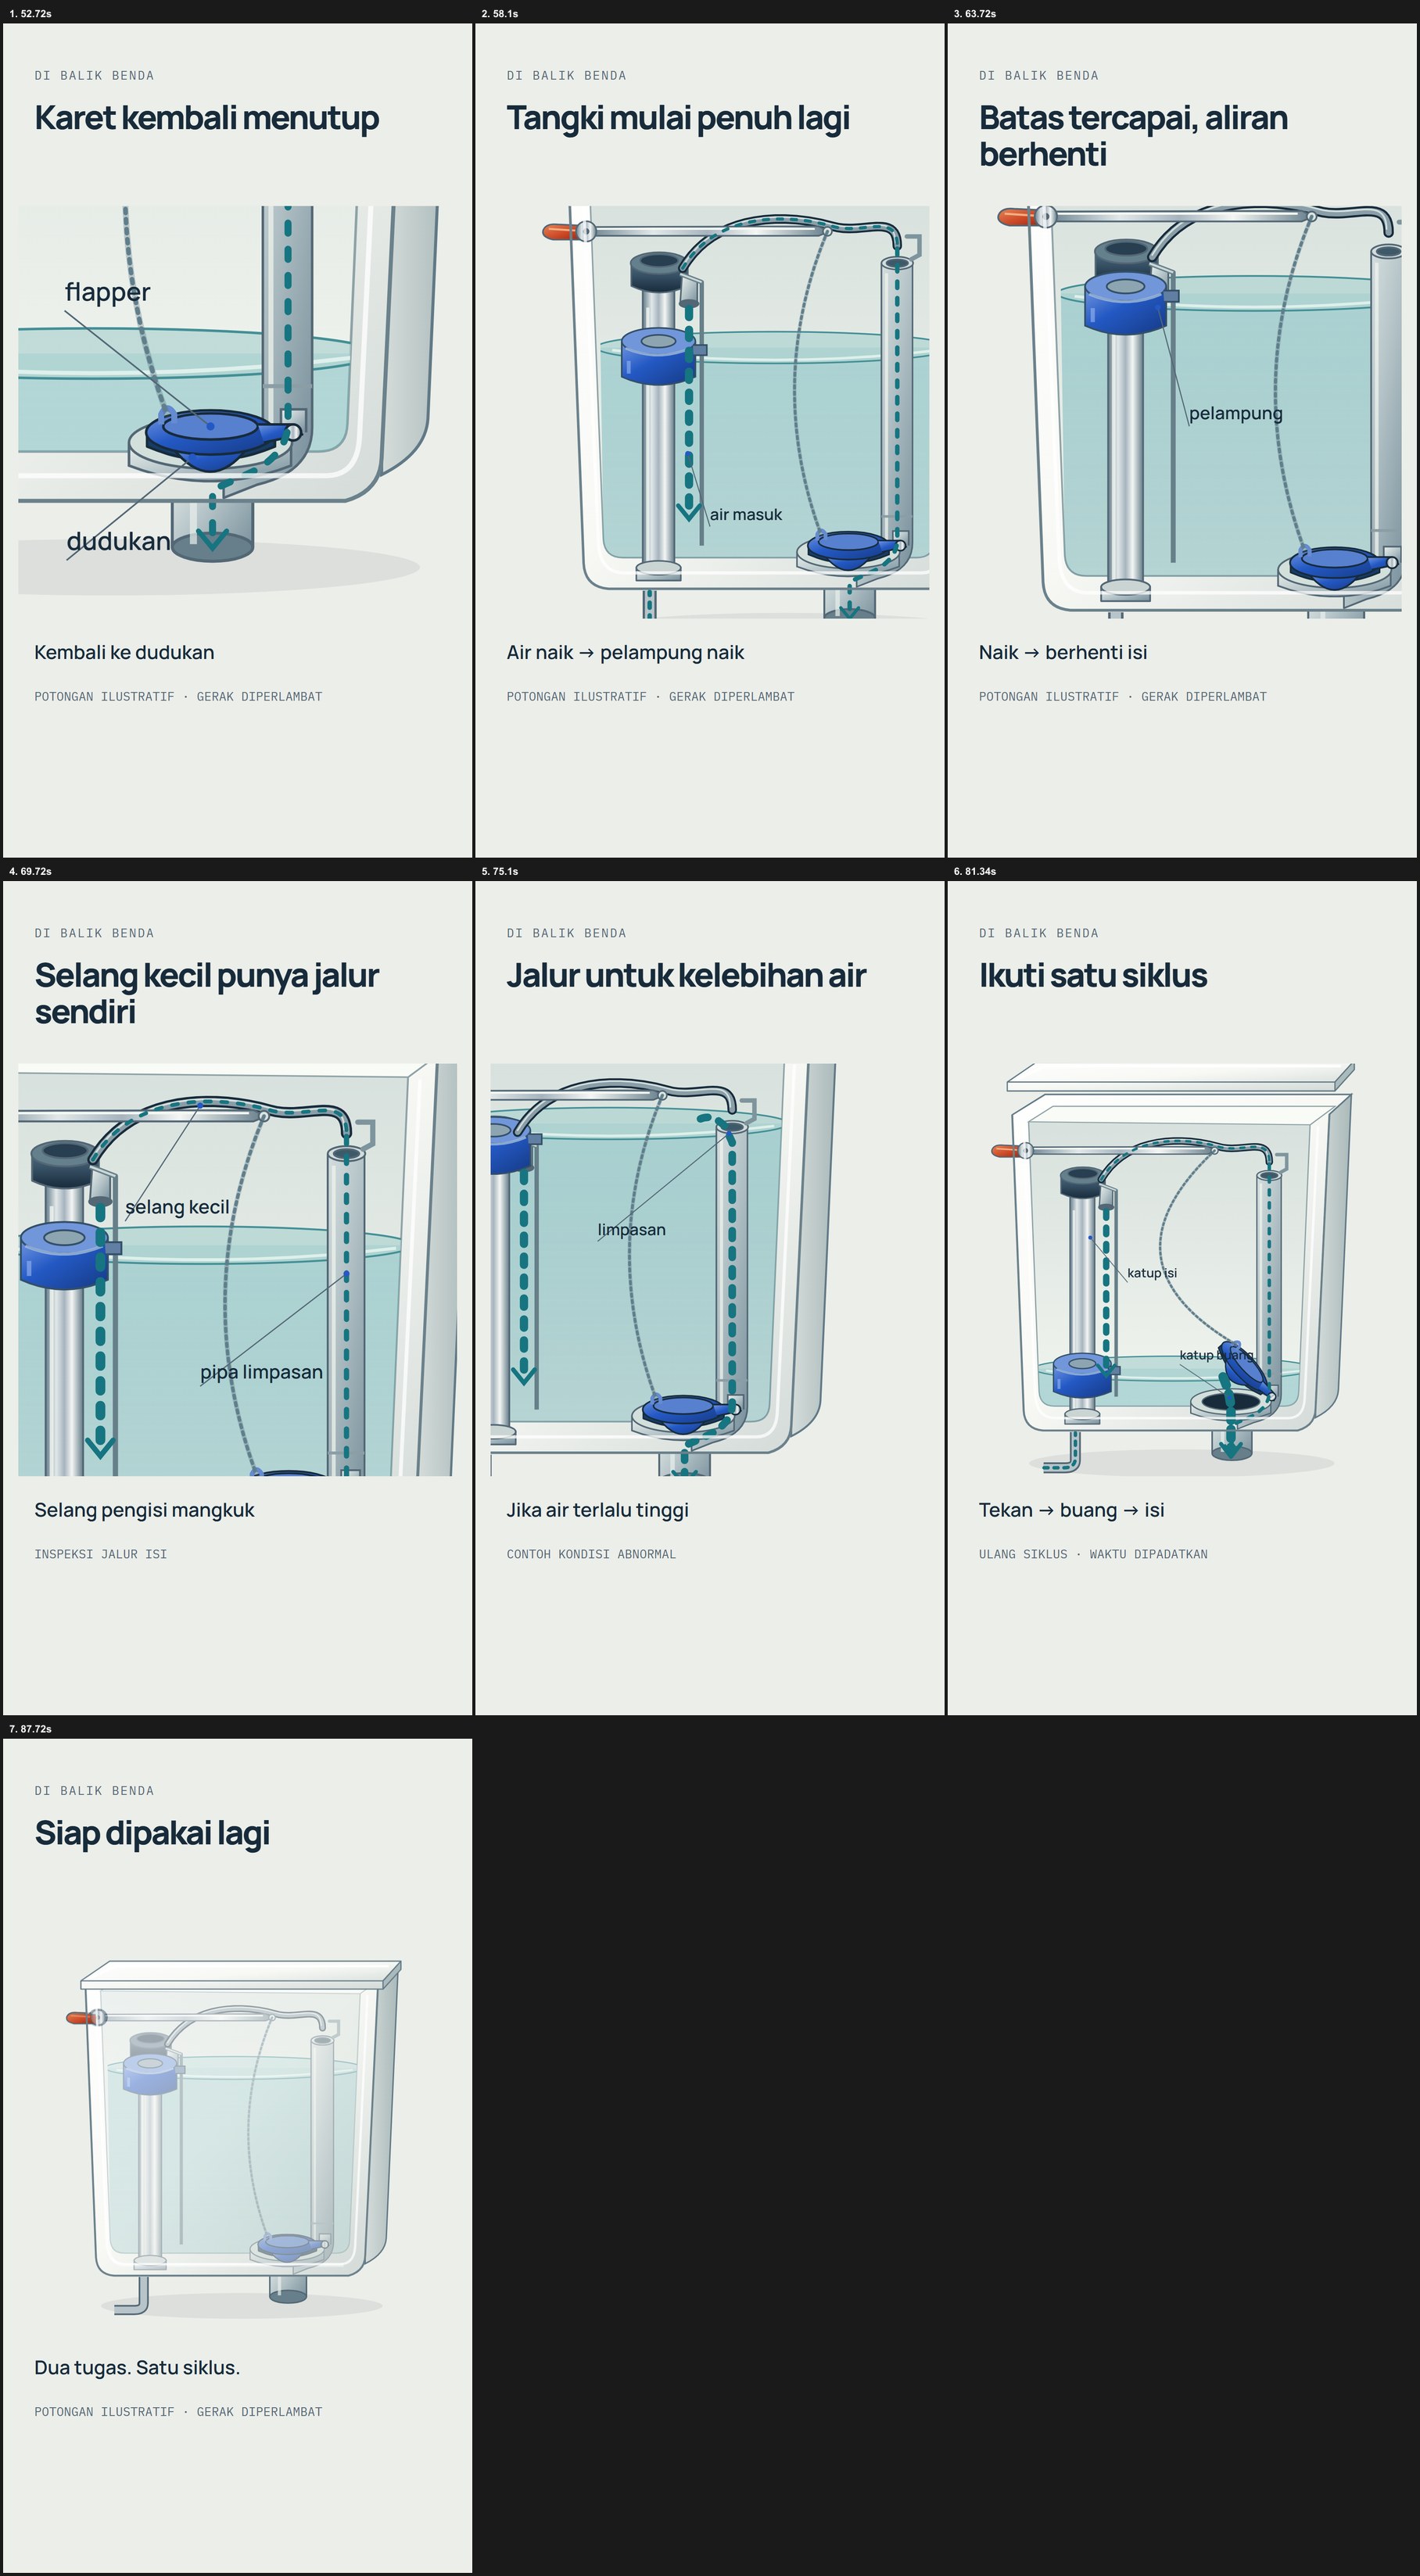 1. 52.72s
DI BALIK BENDA
Karet kembali menutup
flapper
dudukan
Kembali ke dudukan
POTONGAN ILUSTRATIF · GERAK DIPERLAMBAT
2. 58.1s
DI BALIK BENDA
Tangki mulai penuh lagi
air masuk
Air naik → pelampung naik
POTONGAN ILUSTRATIF · GERAK DIPERLAMBAT
3. 63.72s
DI BALIK BENDA
Batas tercapai, aliran
berhenti
pelampung
Naik → berhenti isi
POTONGAN ILUSTRATIF · GERAK DIPERLAMBAT
4. 69.72s
DI BALIK BENDA
Selang kecil punya jalur
sendiri
selang kecil
pipa limpasan
Selang pengisi mangkuk
INSPEKSI JALUR ISI
5. 75.1s
DI BALIK BENDA
Jalur untuk kelebihan air
limpasan
Jika air terlalu tinggi
CONTOH KONDISI ABNORMAL
6. 81.34s
DI BALIK BENDA
Ikuti satu siklus
katup isi
katup buang
Tekan → buang → isi
ULANG SIKLUS · WAKTU DIPADATKAN
7. 87.72s
DI BALIK BENDA
Siap dipakai lagi
Dua tugas. Satu siklus.
POTONGAN ILUSTRATIF · GERAK DIPERLAMBAT